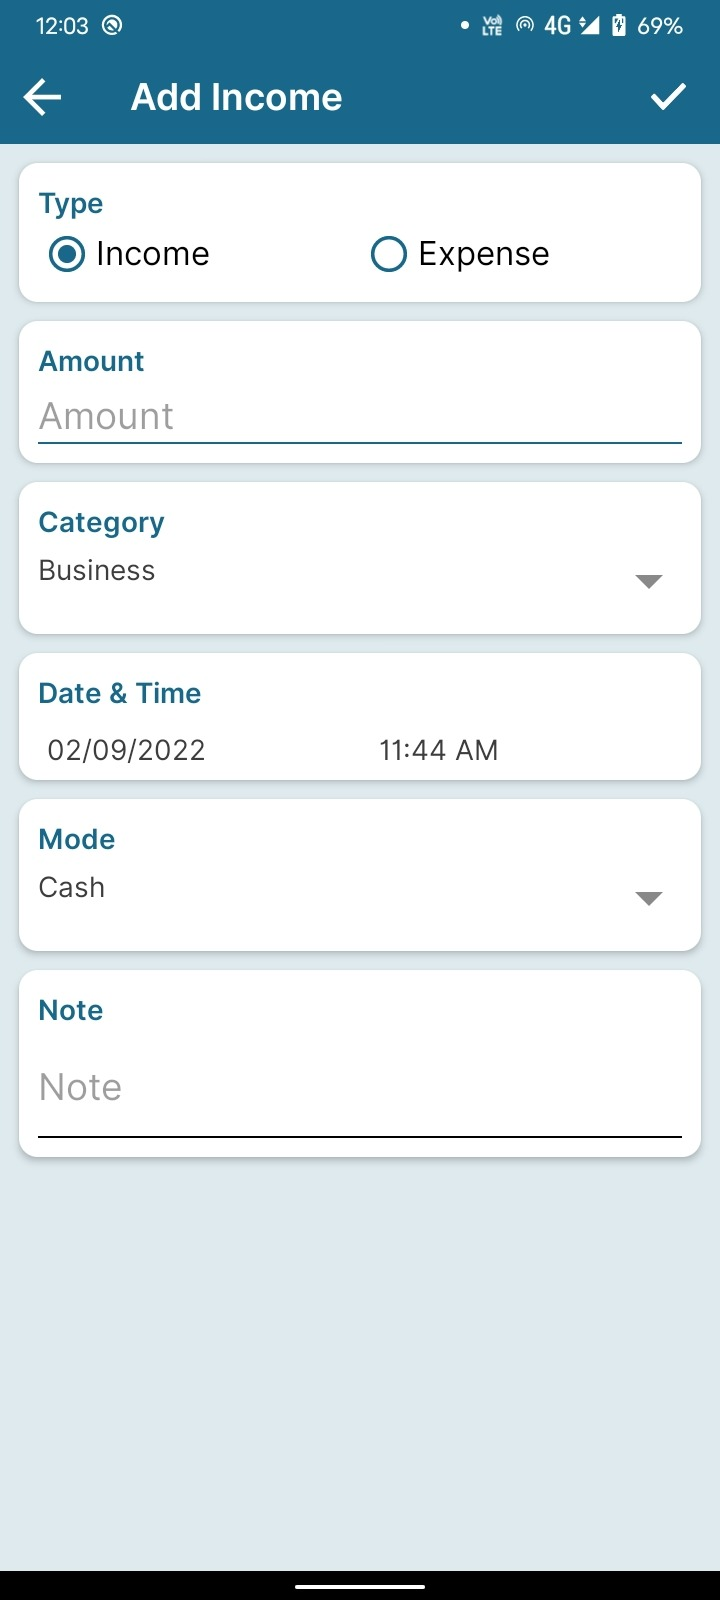 12:03 VoI) LTE 4G 69%
Add Income
Type
Income Expense
Amount
Amount
Category
Business
Date & Time
02/09/2022 11:44 AM
Mode
Cash
Note
Note